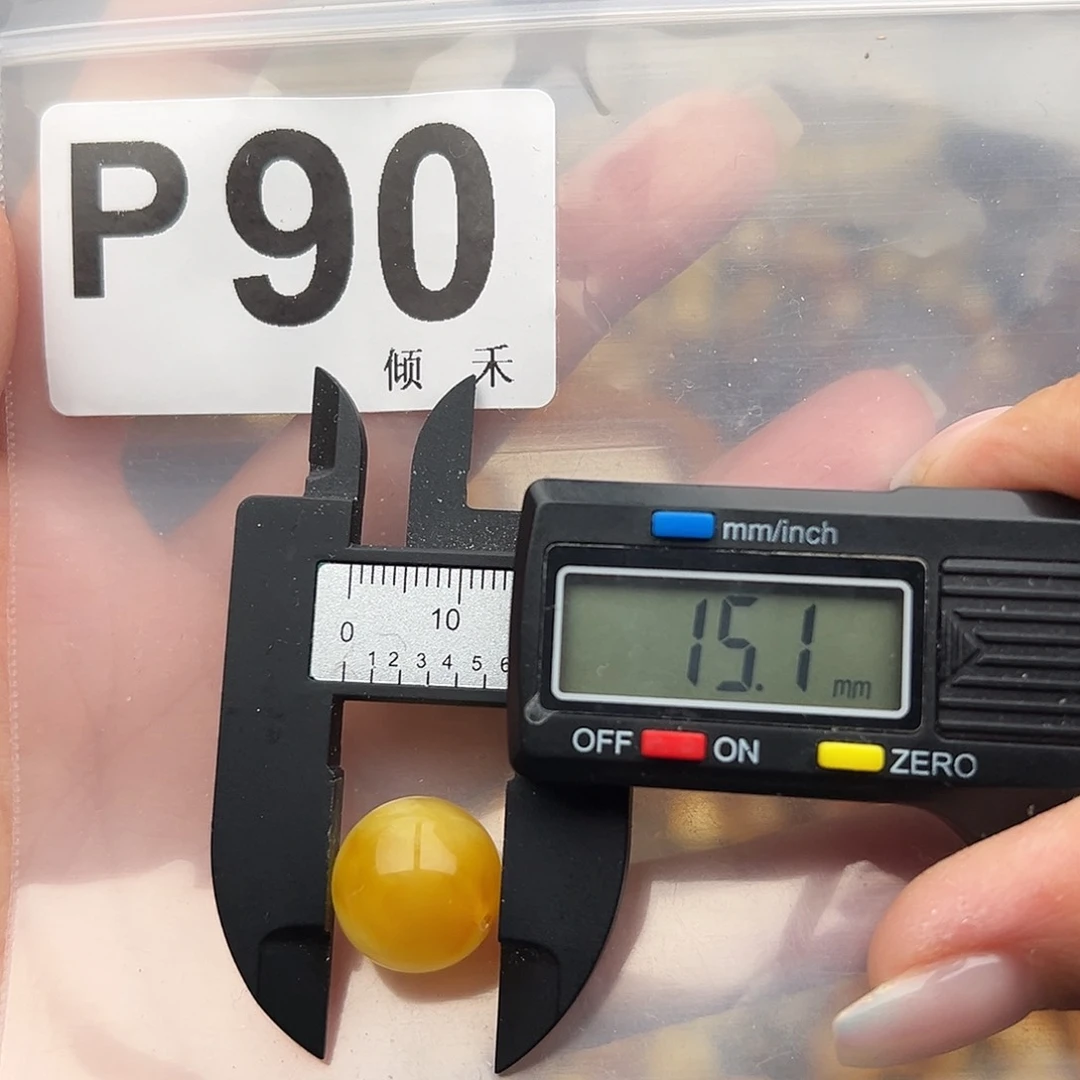 P90
倾 禾
mm/inch
0 10
0 1 2 3 4 5 6
15.1 mm
OFF ON ZERO